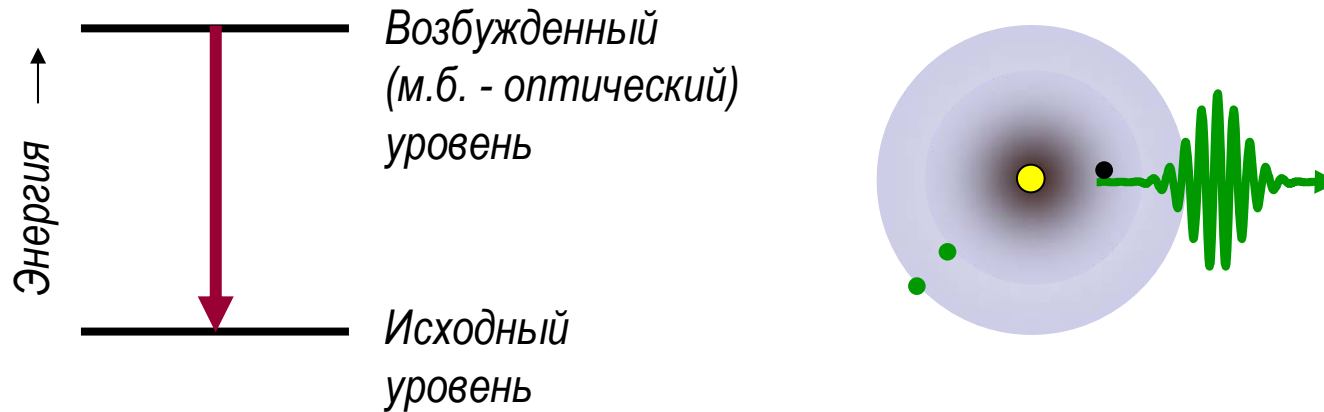 Энергия
Возбужденный
(м.б. - оптический)
уровень
Исходный
уровень